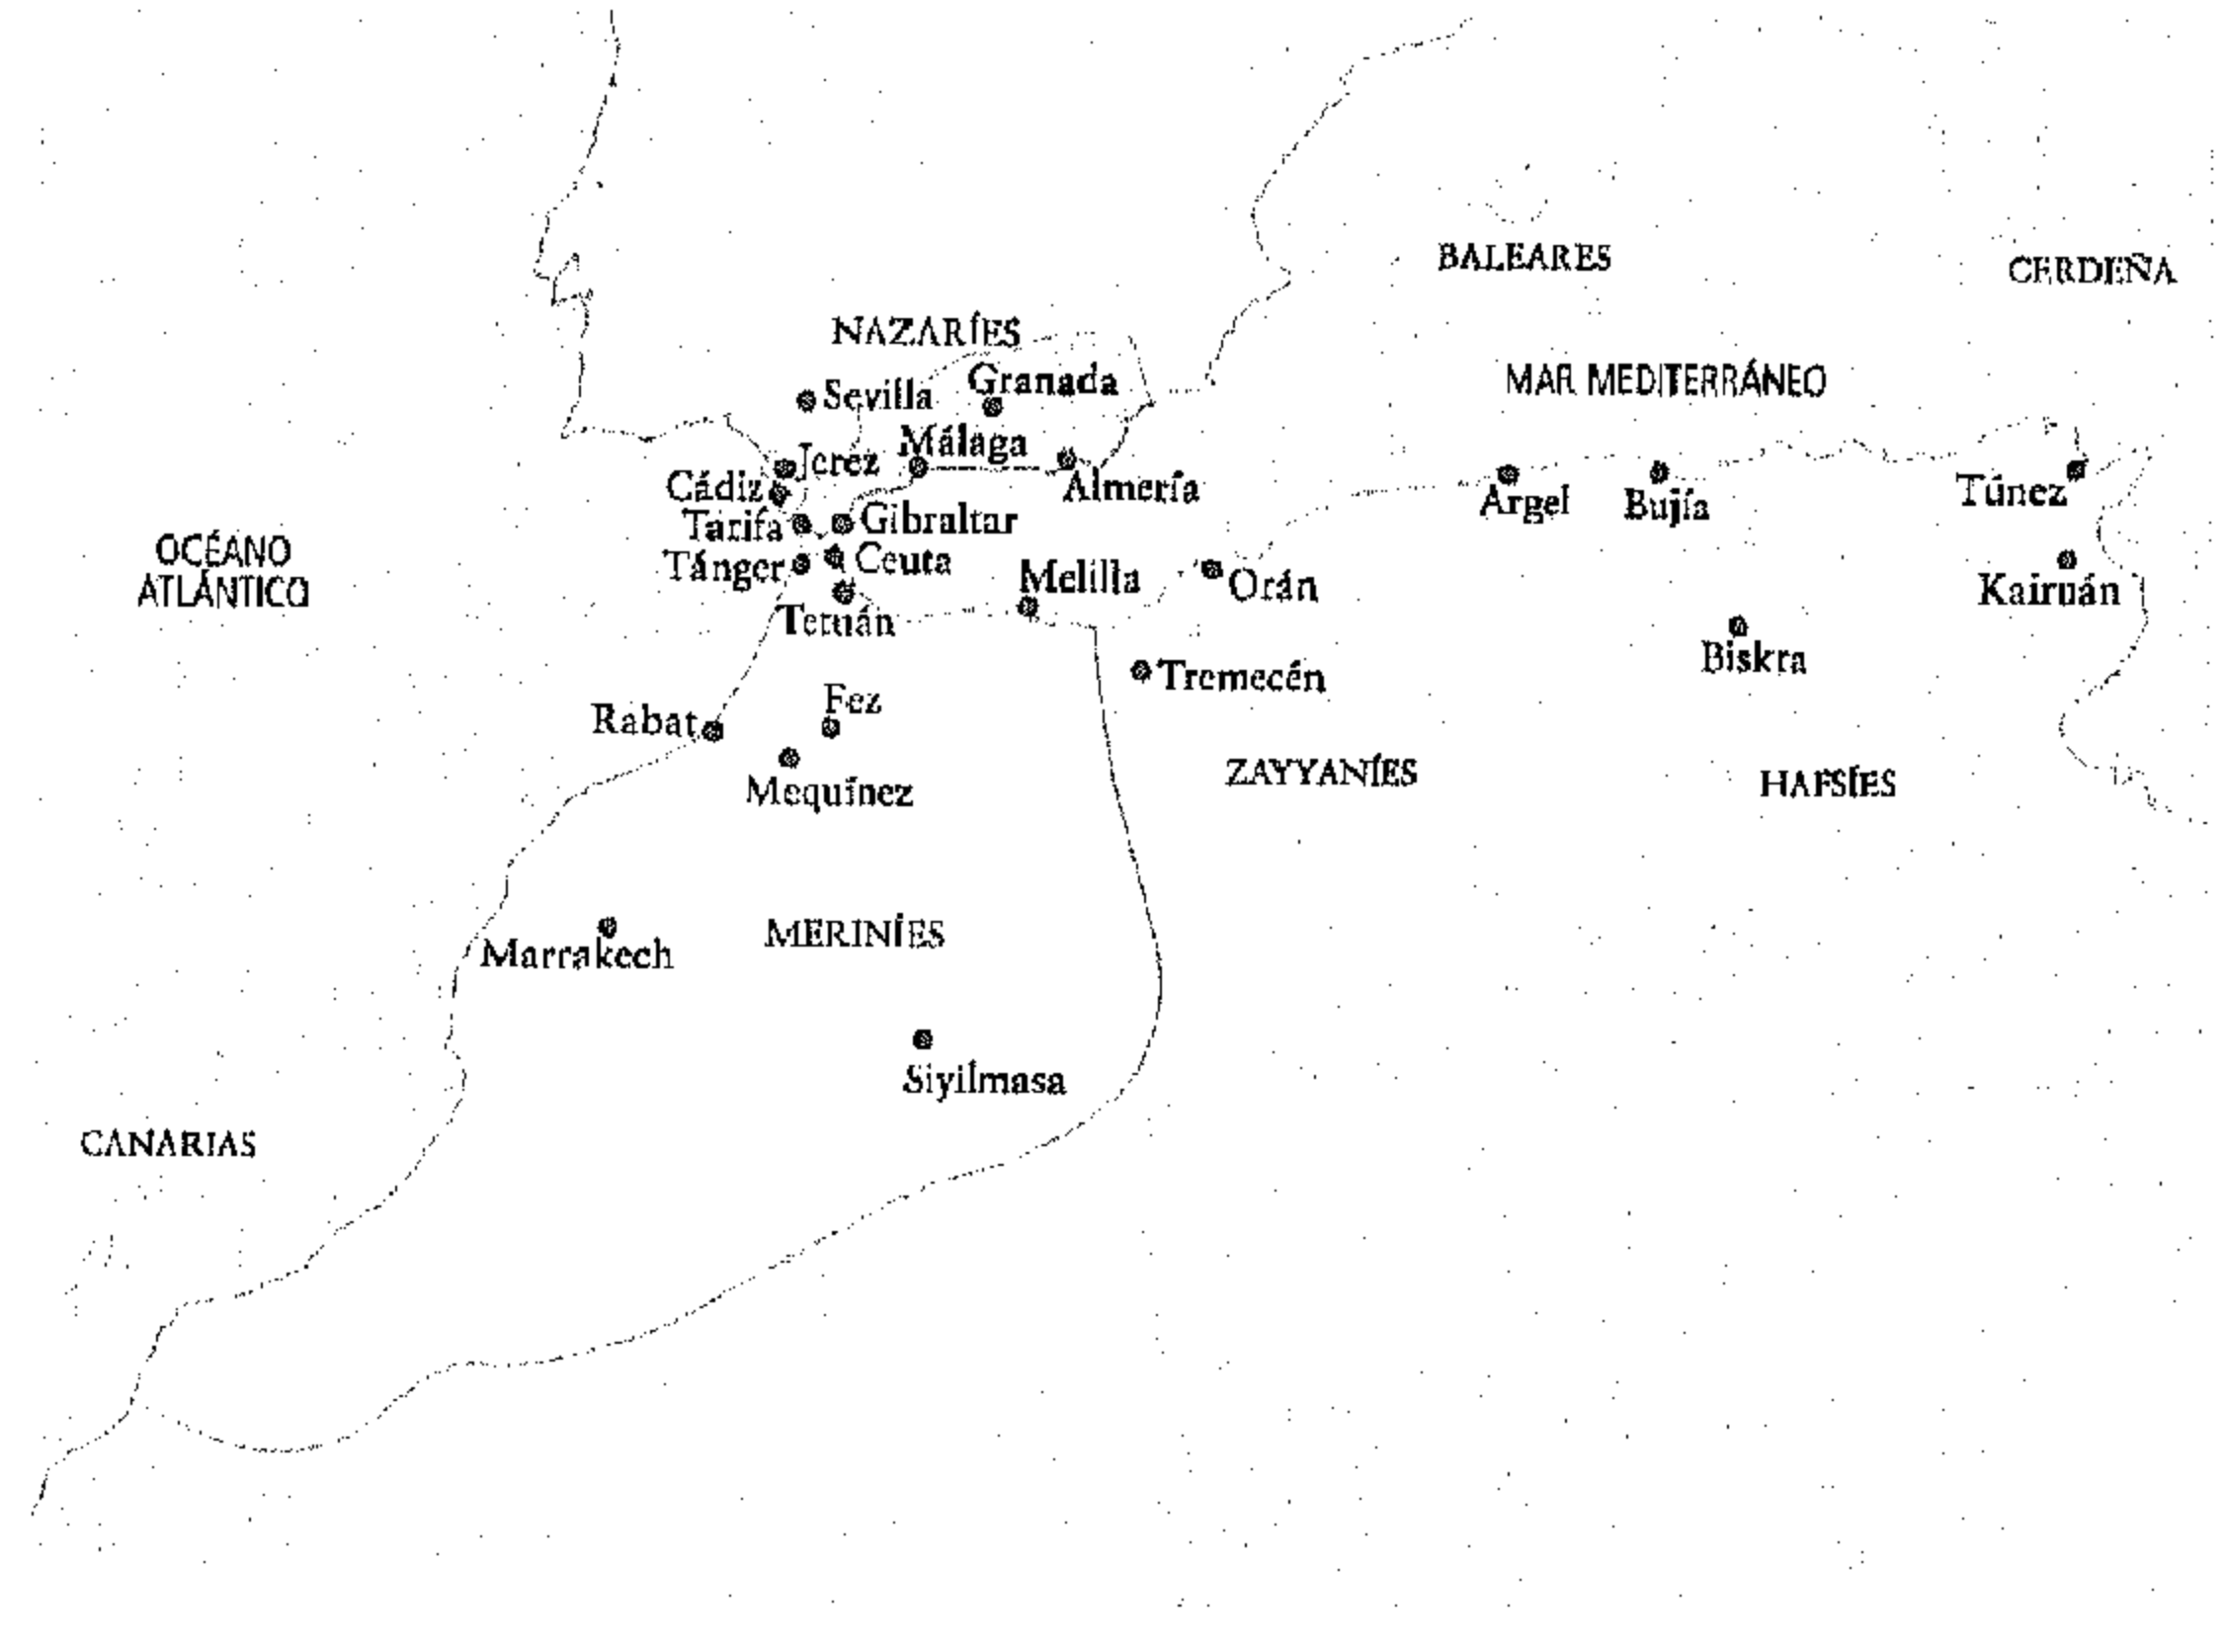 BALEARES
CERDEÑA
NAZARÍES
MAR MEDITERRÁNEO
Sevilla
Granada
Jerez
Málaga
Cádiz
Almería
Argel
Bujía
Túnez
Tarifa
Gibraltar
OCÉANO
ATLÁNTICO
Tánger
Ceuta
Melilla
Orán
Kairuán
Tetuán
Biskra
Tremecén
Rabat
Fez
Mequínez
ZAYYANÍES
HAFSÍES
Marrakech
MERINÍES
Siyilmasa
CANARIAS